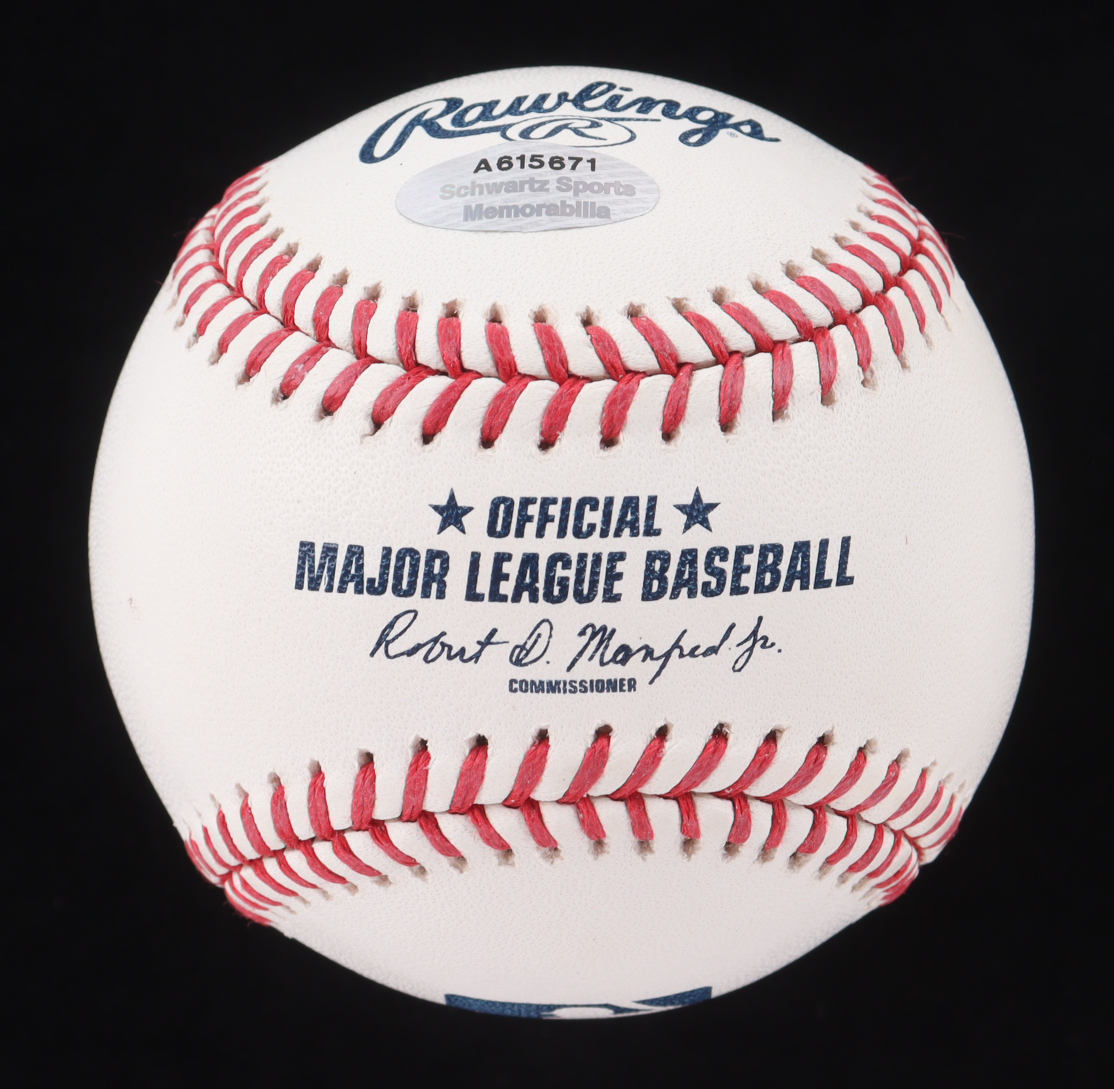 Rawlings
R
®
A615671
Schwartz Sports
Memorabilia
★ OFFICIAL ★
MAJOR LEAGUE BASEBALL
Robert D. Manfred Jr.
COMMISSIONER